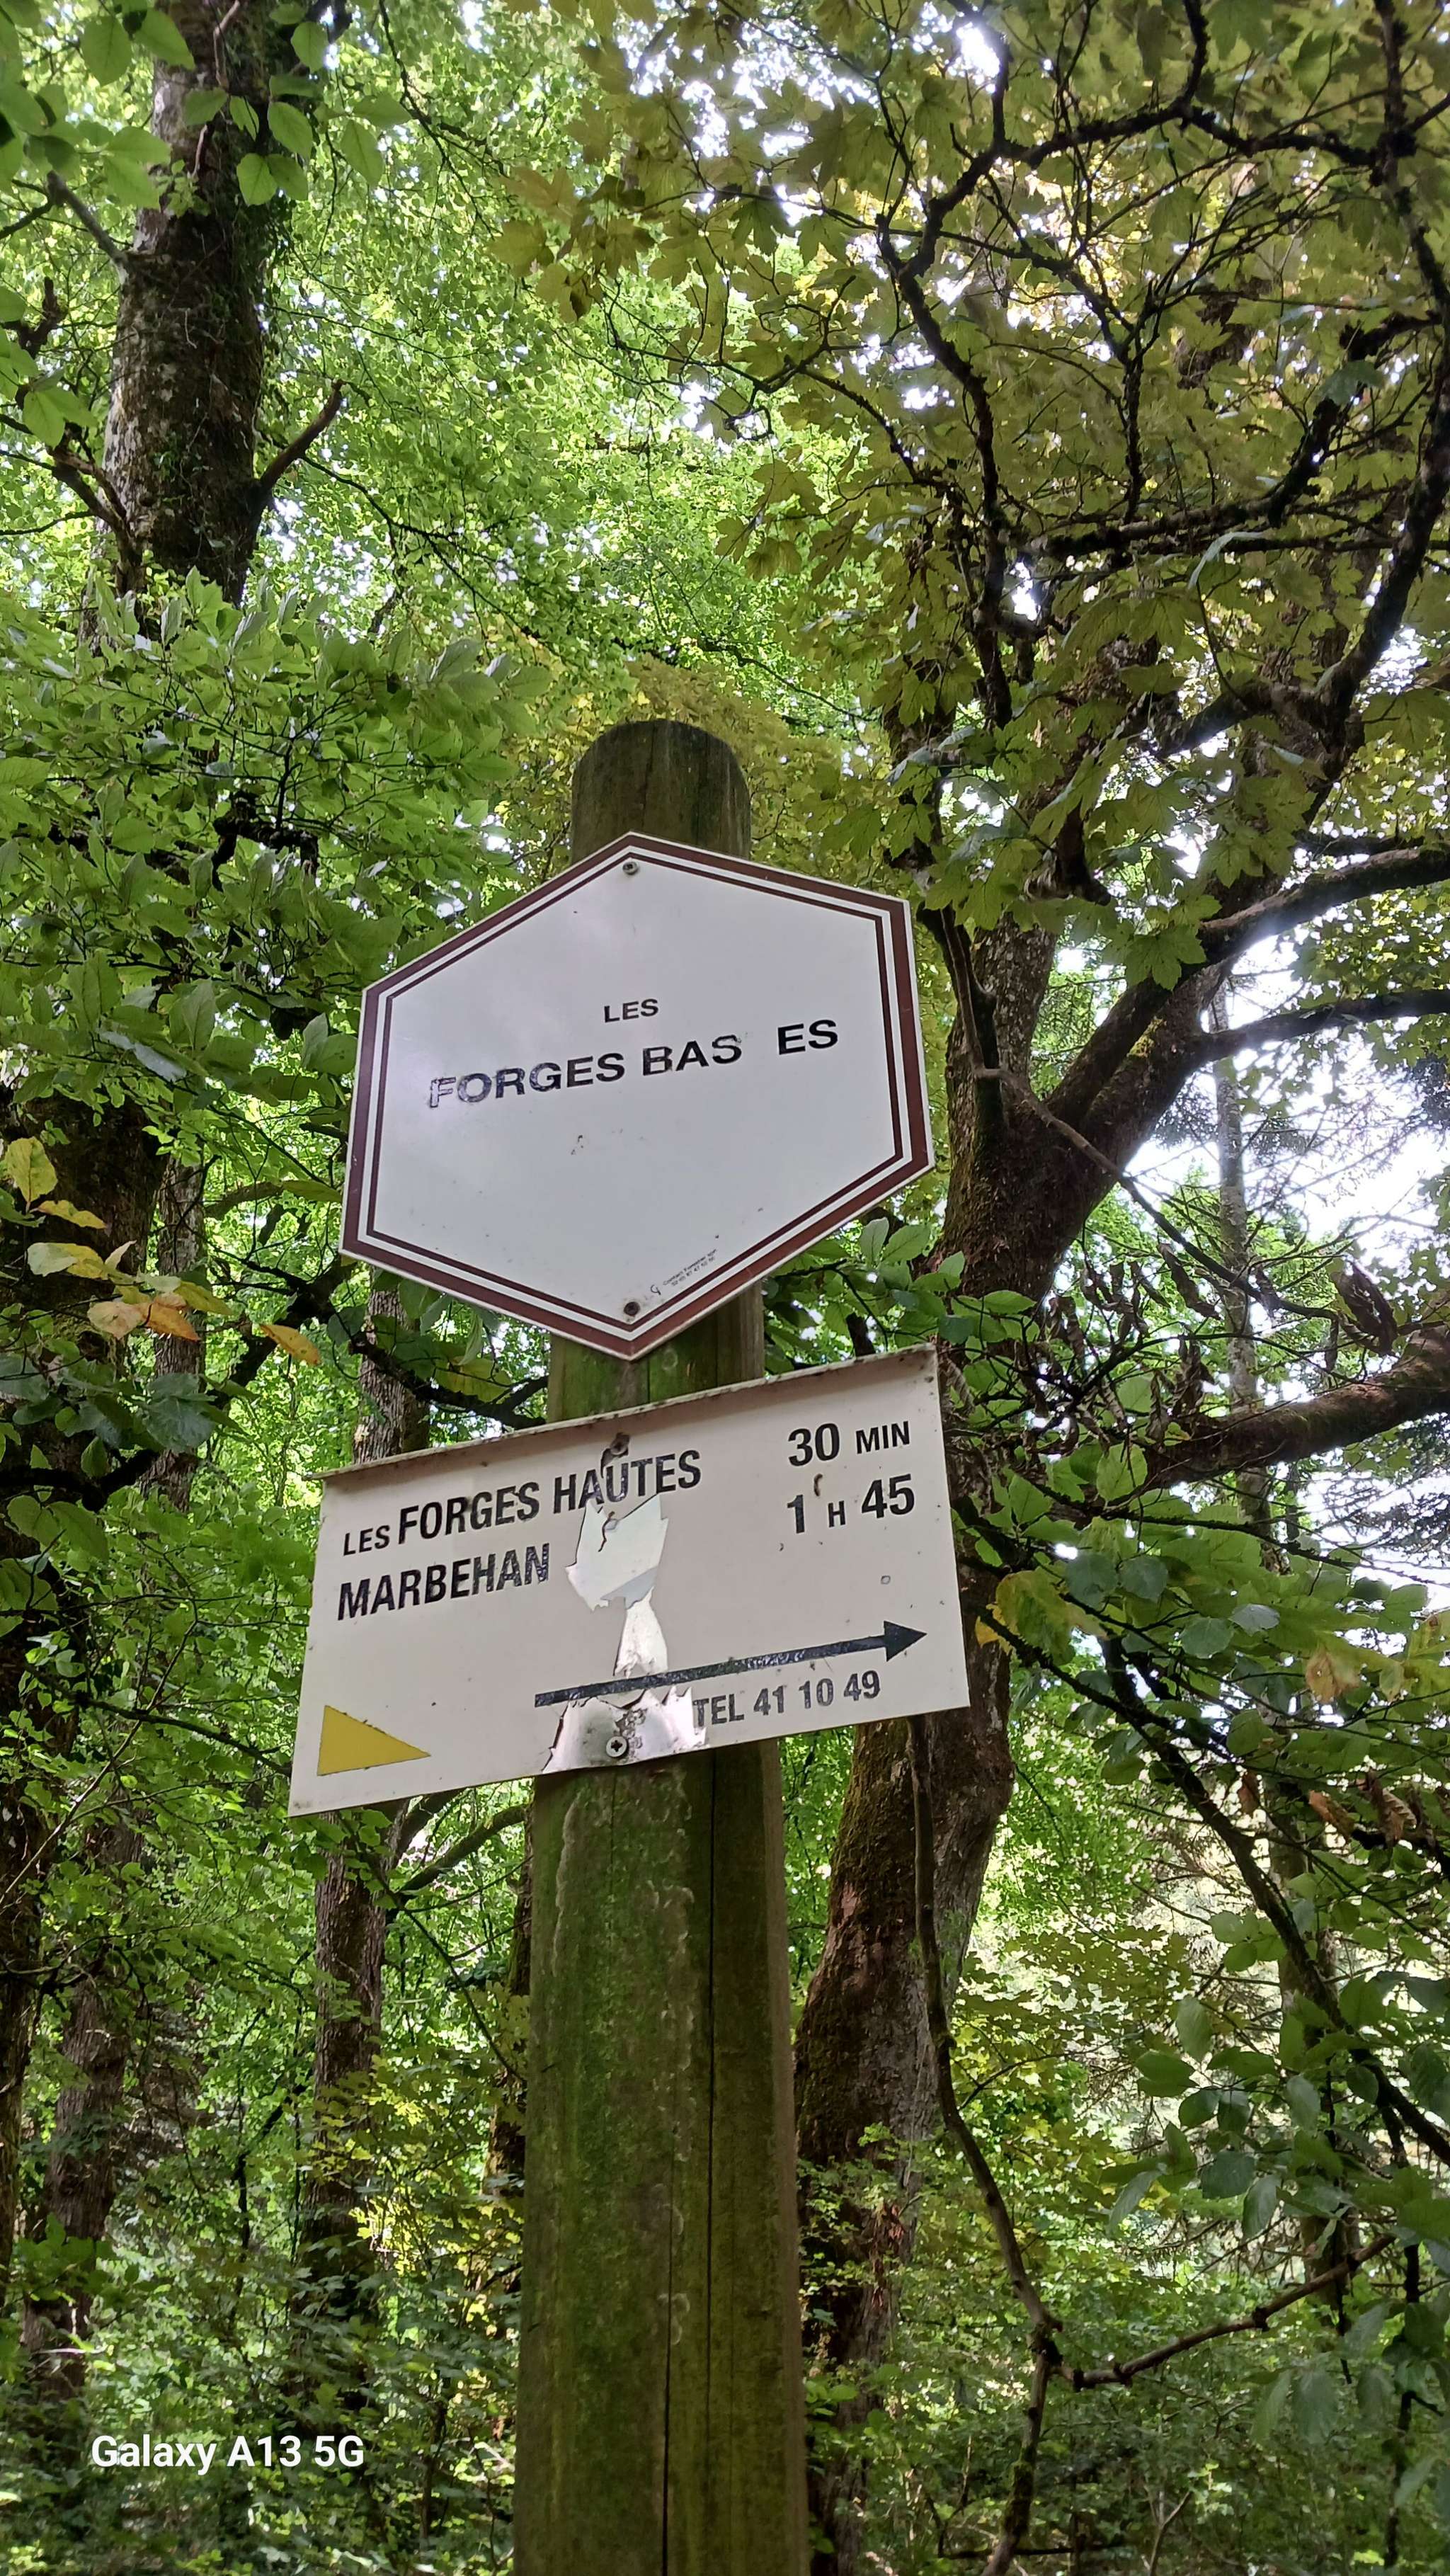 LES
FORGES BAS ES
LES FORGES HAUTES 30 MIN
MARBEHAN 1 H 45
TEL 41 10 49
Galaxy A13 5G